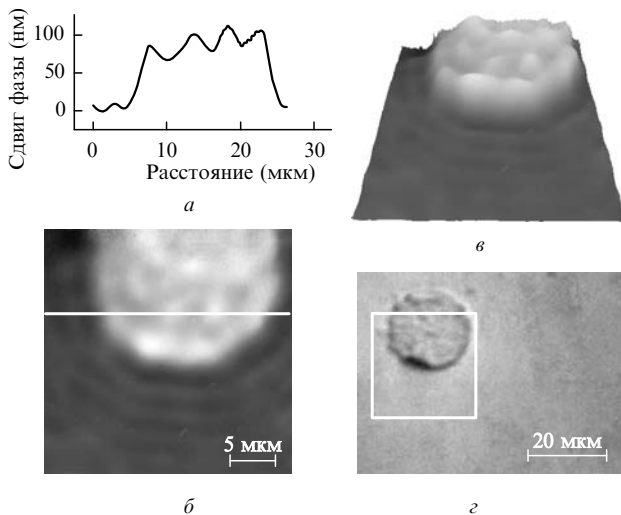 Сдвиг фазы (нм)
100
50
0
0 10 20 30
Расстояние (мкм)
а
в
5 мкм
б
20 мкм
г